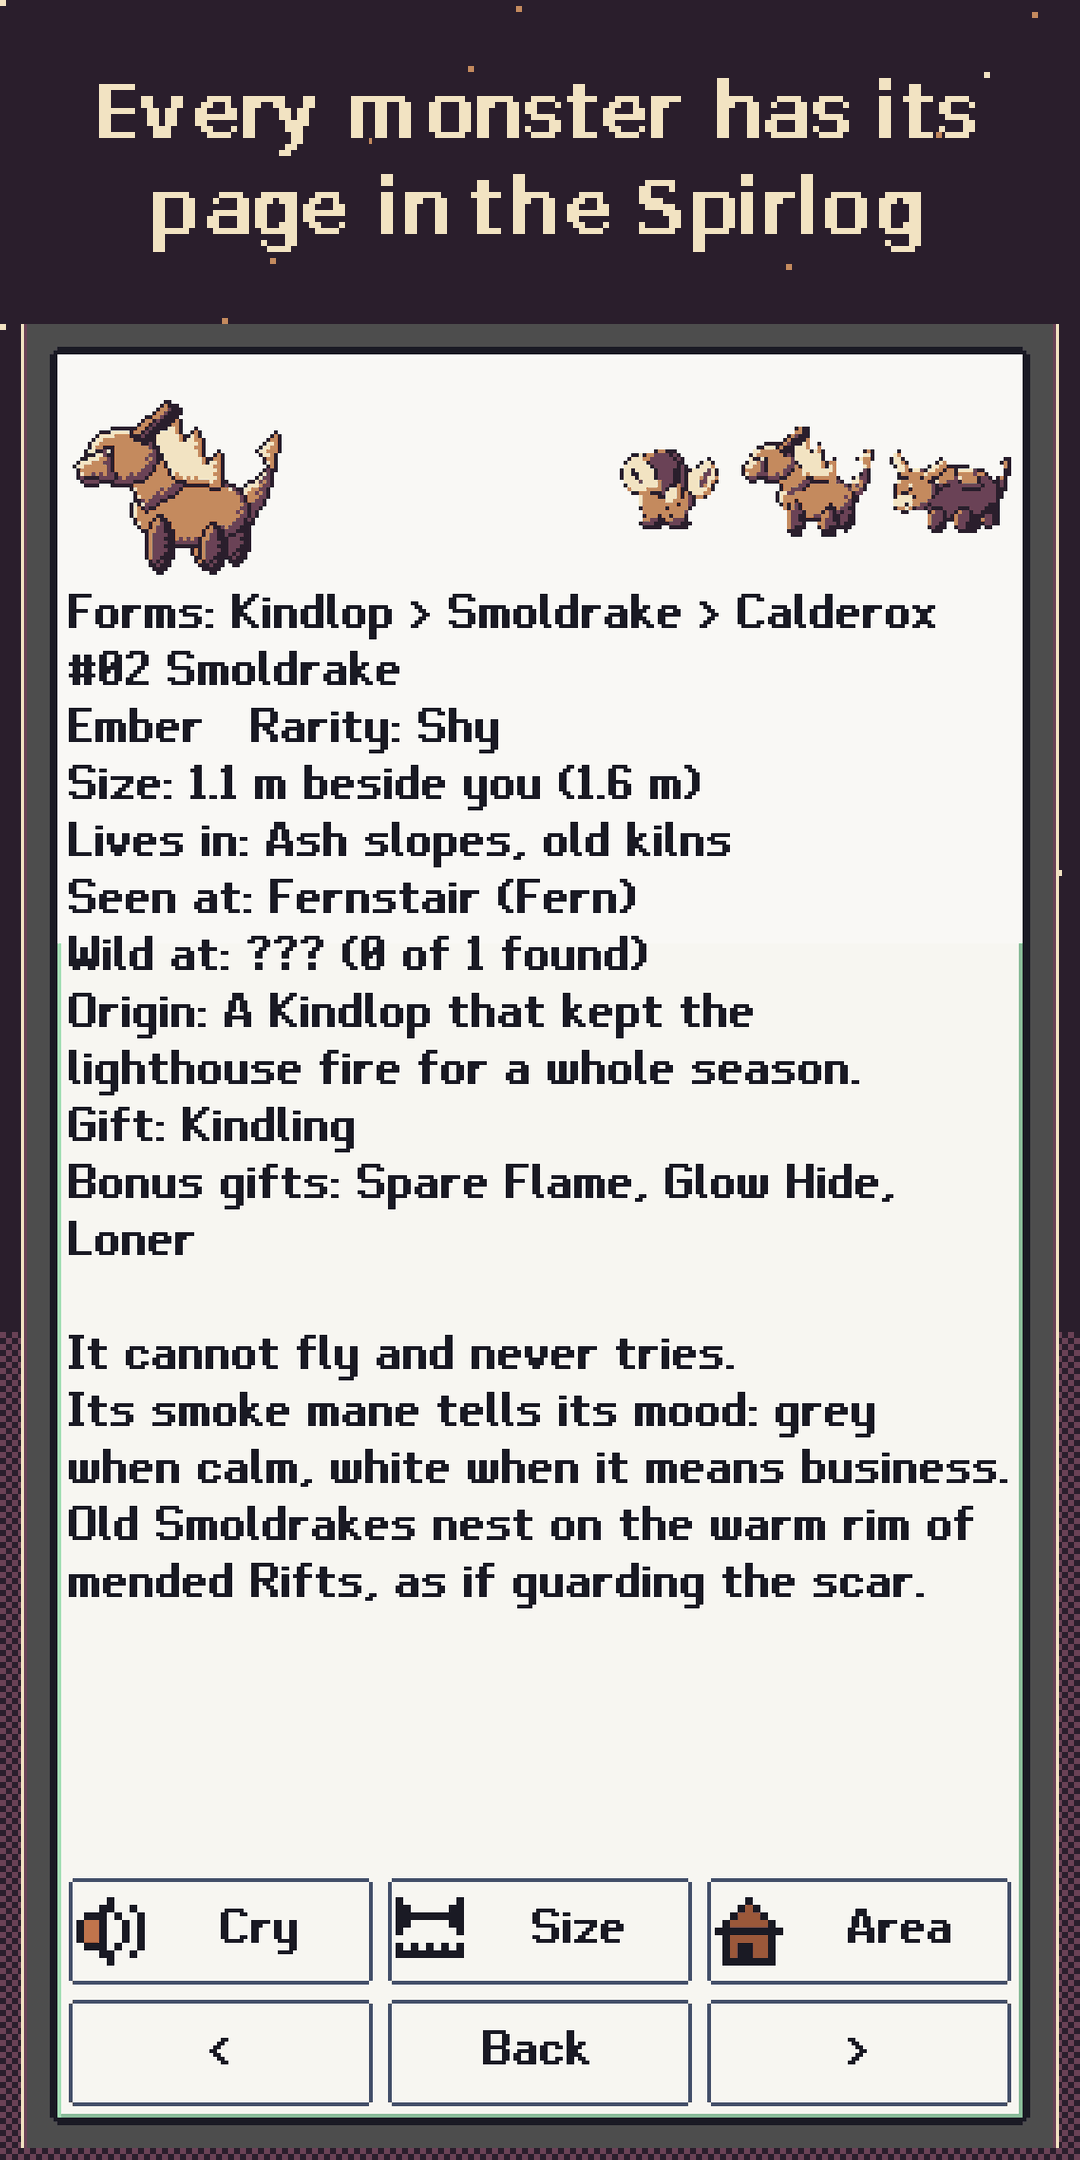 Every monster has its
page in the Spirlog
Forms: Kindlop > Smoldrake > Calderox
#02 Smoldrake
Ember Rarity: Shy
Size: 1.1 m beside you (1.6 m)
Lives in: Ash slopes, old kilns
Seen at: Fernstair (Fern)
Wild at: ??? (0 of 1 found)
Origin: A Kindlop that kept the
lighthouse fire for a whole season.
Gift: Kindling
Bonus gifts: Spare Flame, Glow Hide,
Loner
It cannot fly and never tries.
Its smoke mane tells its mood: grey
when calm, white when it means business.
Old Smoldrakes nest on the warm rim of
mended Rifts, as if guarding the scar.
Cry Size Area
< Back >